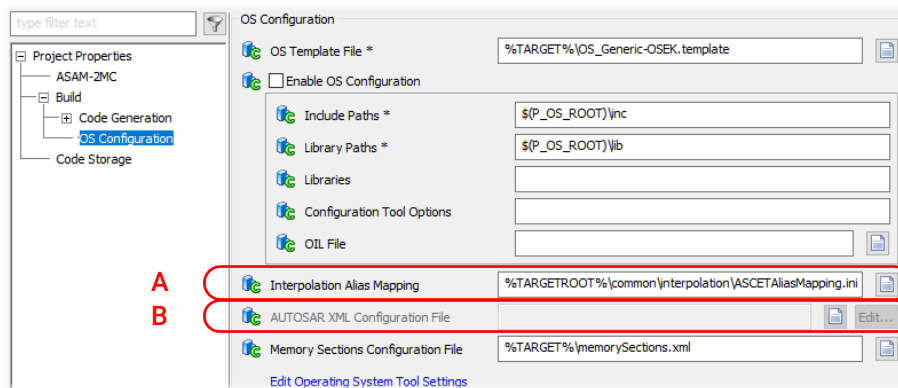 type filter text
Project Properties
ASAM-2MC
Build
Code Generation
OS Configuration
Code Storage
OS Configuration
OS Template File *
%TARGET%\OS_Generic-OSEK.template
Enable OS Configuration
Include Paths *
$(P_OS_ROOT)\inc
Library Paths *
$(P_OS_ROOT)\lib
Libraries
Configuration Tool Options
OIL File
A
Interpolation Alias Mapping
%TARGETROOT%\common\interpolation\ASCETAliasMapping.ini
B
AUTOSAR XML Configuration File
Edit...
Memory Sections Configuration File
%TARGET%\memorySections.xml
Edit Operating System Tool Settings